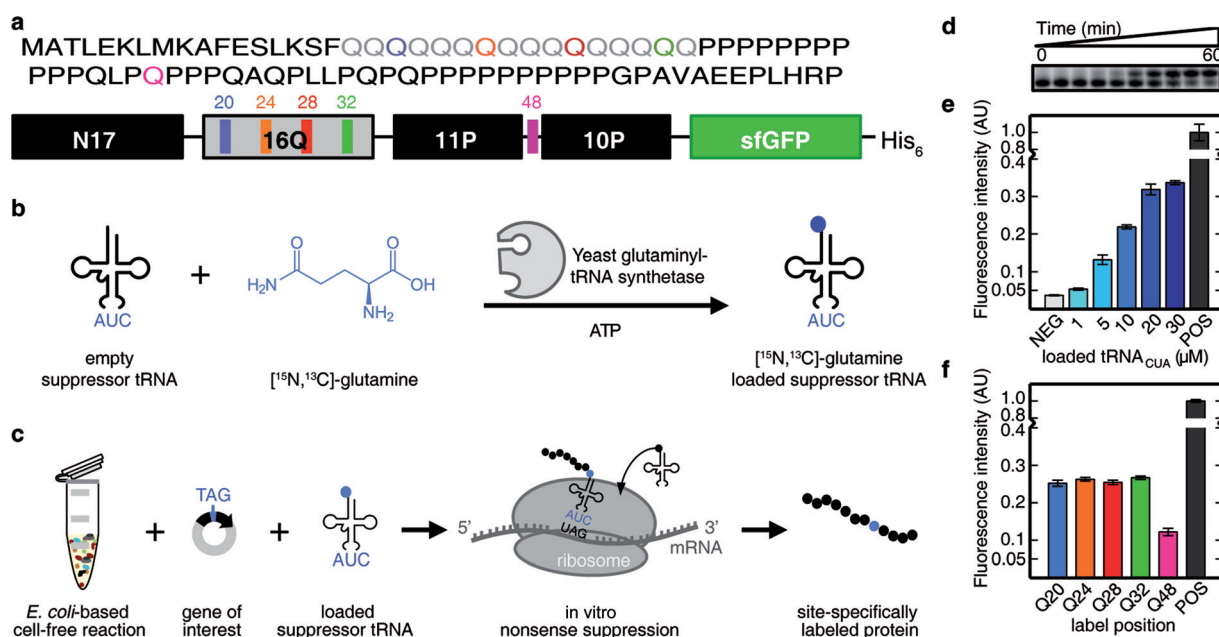 a
MATLEKLMKAFESLKSFQQQQQQQQQQQQQQQQPPPPPPPP
PPPQLPQPPPQAQPLLPQPQPPPPPPPPPPGPAVAEEPLHRP
20 24 28 32 48
N17 16Q 11P 10P sfGFP His6
b
AUC
empty
suppressor tRNA
+
O O
H2N OH
NH2
[15N,13C]-glutamine
Yeast glutaminyl-
tRNA synthetase
ATP
AUC
[15N,13C]-glutamine
loaded suppressor tRNA
c
E. coli-based
cell-free reaction
+
TAG
gene of
interest
+
AUC
loaded
suppressor tRNA
5' AUC 3'
UAG
mRNA
ribosome
in vitro
nonsense suppression
site-specifically
labeled protein
d
Time (min)
0 60
e
Fluorescence intensity (AU)
1.0
0.8
0.4
0.3
0.2
0.1
0.05
NEG 1 5 10 20 30 POS
loaded tRNACUA (µM)
f
Fluorescence intensity (AU)
1.0
0.8
0.4
0.3
0.2
0.1
0.05
Q20 Q24 Q28 Q32 Q48 POS
label position